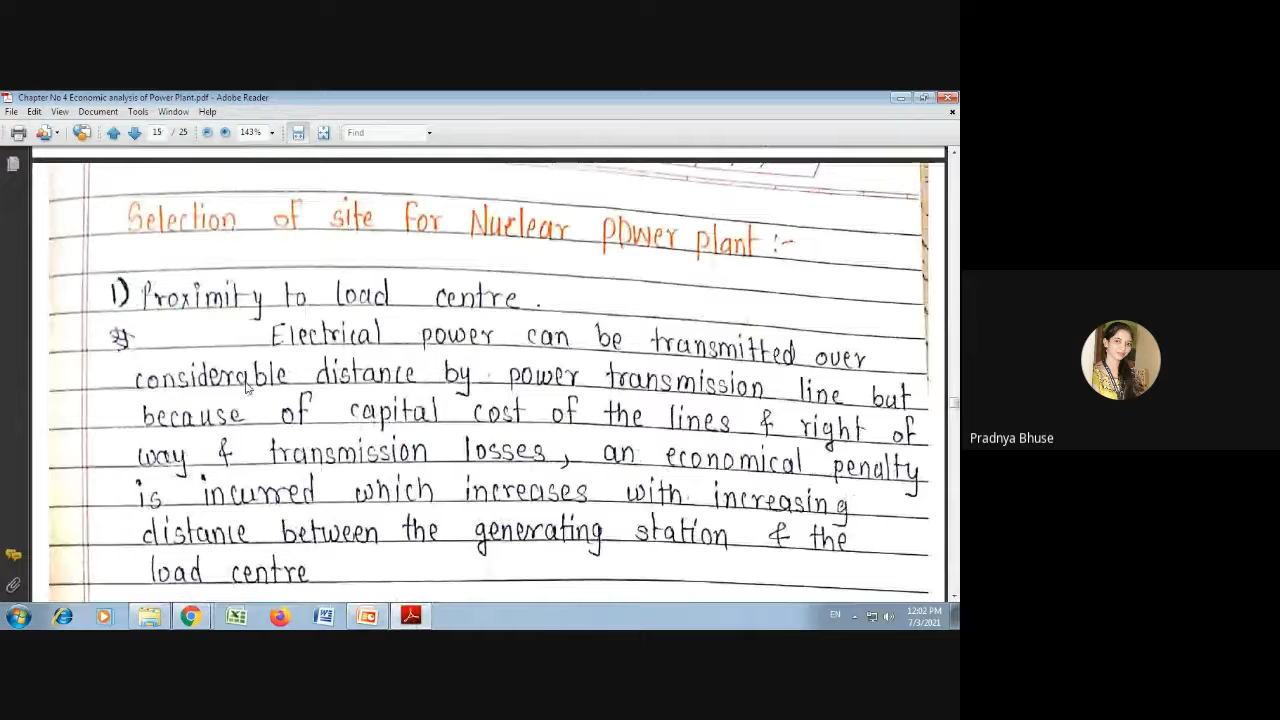 Chapter No 4 Economic analysis of Power Plant.pdf - Adobe Reader
File Edit View Document Tools Window Help
15 / 25 143% Find
Selection of site for Nuclear power plant :-
1) Proximity to load centre.
Electrical power can be transmitted over
considerable distance by power transmission line but
because of capital cost of the lines & right of
way & transmission losses, an economical penalty
is incurred which increases with increasing
distance between the generating station & the
load centre
Pradnya Bhuse
EN 12:02 PM
7/3/2021